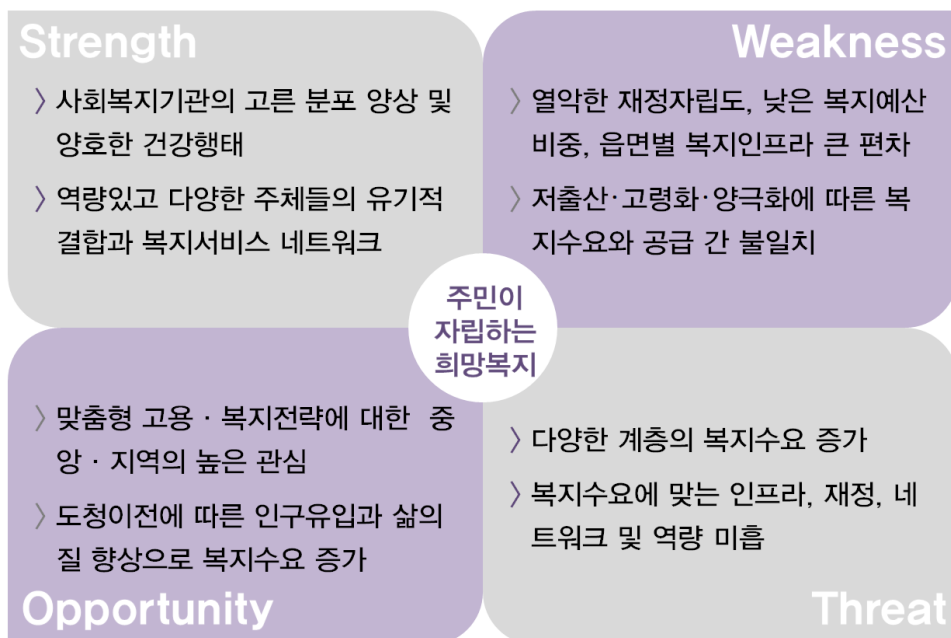 Strength
〉사회복지기관의 고른 분포 양상 및
양호한 건강행태
〉역량있고 다양한 주체들의 유기적
결합과 복지서비스 네트워크
Weakness
〉열악한 재정자립도, 낮은 복지예산
비중, 읍면별 복지인프라 큰 편차
〉저출산·고령화·양극화에 따른 복
지수요와 공급 간 불일치
주민이
자립하는
희망복지
〉맞춤형 고용 · 복지전략에 대한 중
앙 · 지역의 높은 관심
〉도청이전에 따른 인구유입과 삶의
질 향상으로 복지수요 증가
Opportunity
〉다양한 계층의 복지수요 증가
〉복지수요에 맞는 인프라, 재정, 네
트워크 및 역량 미흡
Threat